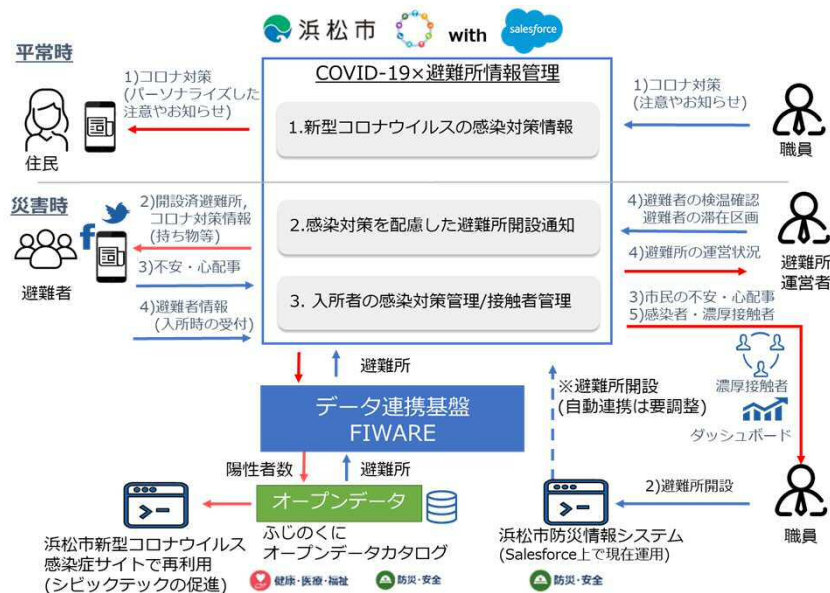 浜松市
with
salesforce
平常時
COVID-19×避難所情報管理
1)コロナ対策
(パーソナライズした
注意やお知らせ)
住民
1.新型コロナウイルスの感染対策情報
1)コロナ対策
(注意やお知らせ)
職員
災害時
2)開設済避難所,
コロナ対策情報
(持ち物等)
避難者
3)不安・心配事
4)避難者情報
(入所時の受付)
2.感染対策を配慮した避難所開設通知
3. 入所者の感染対策管理/接触者管理
4)避難者の検温確認
避難者の滞在区画
4)避難所の運営状況
避難所
運営者
3)市民の不安・心配事
5)感染者・濃厚接触者
濃厚接触者
ダッシュボード
避難所
データ連携基盤
FIWARE
※避難所開設
(自動連携は要調整)
陽性者数
避難所
オープンデータ
ふじのくに
オープンデータカタログ
健康・医療・福祉
防災・安全
浜松市新型コロナウイルス
感染症サイトで再利用
(シビックテックの促進)
2)避難所開設
浜松市防災情報システム
(Salesforce上で現在運用)
防災・安全
職員